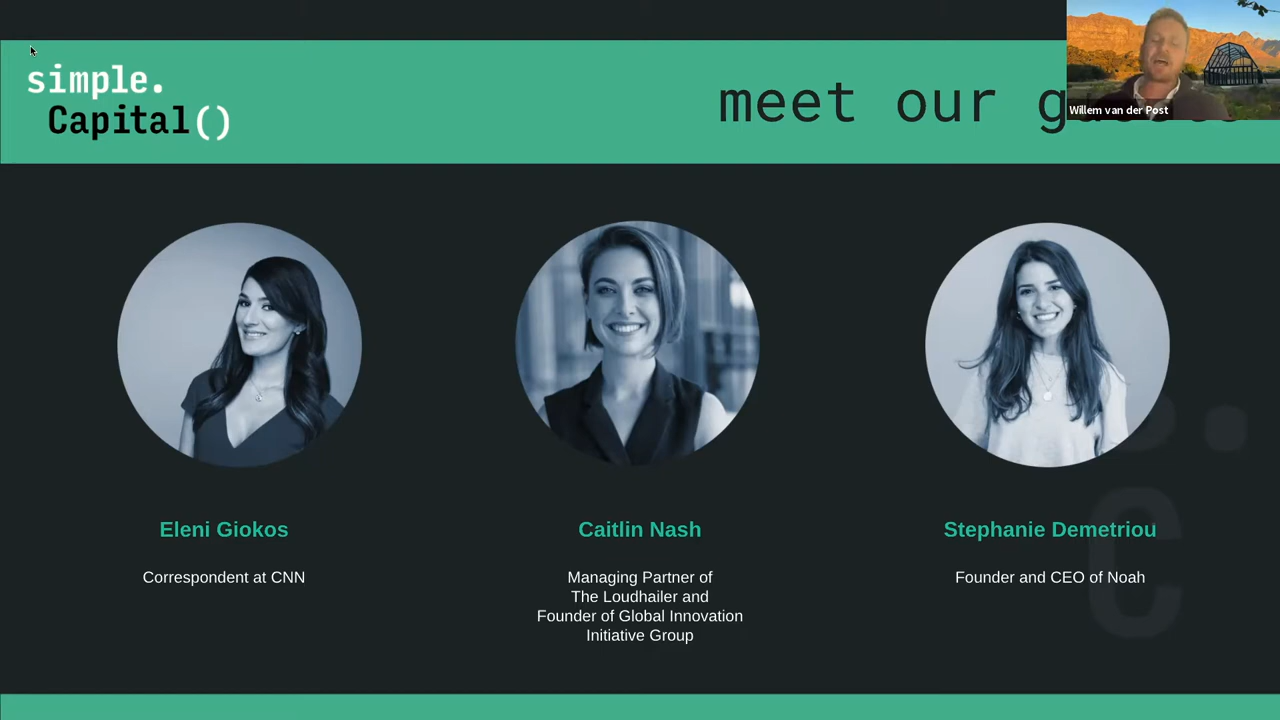 simple.
Capital()
meet our
Willem van der Post
Eleni Giokos
Correspondent at CNN
Caitlin Nash
Managing Partner of
The Loudhailer and
Founder of Global Innovation
Initiative Group
Stephanie Demetriou
Founder and CEO of Noah